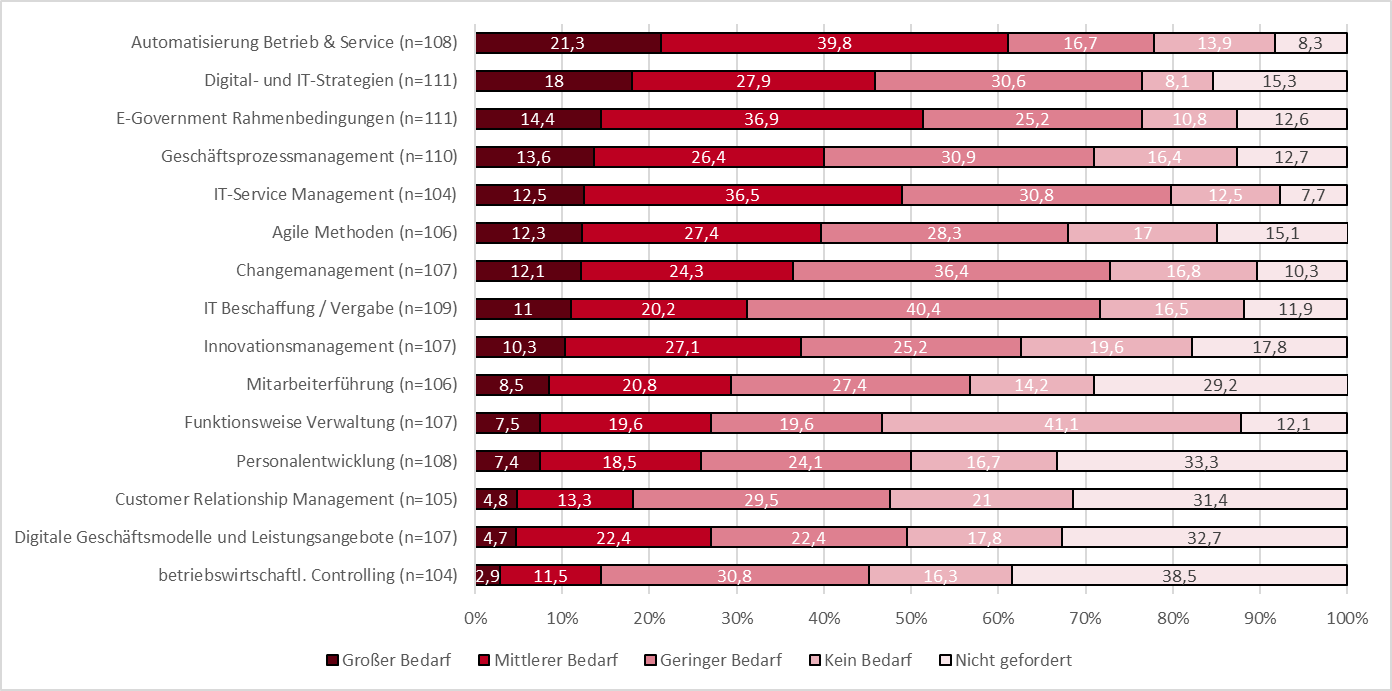 Automatisierung Betrieb & Service (n=108) 21,3 39,8 16,7 13,9 8,3
Digital- und IT-Strategien (n=111) 18 27,9 30,6 8,1 15,3
E-Government Rahmenbedingungen (n=111) 14,4 36,9 25,2 10,8 12,6
Geschäftsprozessmanagement (n=110) 13,6 26,4 30,9 16,4 12,7
IT-Service Management (n=104) 12,5 36,5 30,8 12,5 7,7
Agile Methoden (n=106) 12,3 27,4 28,3 17 15,1
Changemanagement (n=107) 12,1 24,3 36,4 16,8 10,3
IT Beschaffung / Vergabe (n=109) 11 20,2 40,4 16,5 11,9
Innovationsmanagement (n=107) 10,3 27,1 25,2 19,6 17,8
Mitarbeiterführung (n=106) 8,5 20,8 27,4 14,2 29,2
Funktionsweise Verwaltung (n=107) 7,5 19,6 19,6 41,1 12,1
Personalentwicklung (n=108) 7,4 18,5 24,1 16,7 33,3
Customer Relationship Management (n=105) 4,8 13,3 29,5 21 31,4
Digitale Geschäftsmodelle und Leistungsangebote (n=107) 4,7 22,4 22,4 17,8 32,7
betriebswirtschaftl. Controlling (n=104) 2,9 11,5 30,8 16,3 38,5
0% 10% 20% 30% 40% 50% 60% 70% 80% 90% 100%
Großer Bedarf Mittlerer Bedarf Geringer Bedarf Kein Bedarf Nicht gefordert